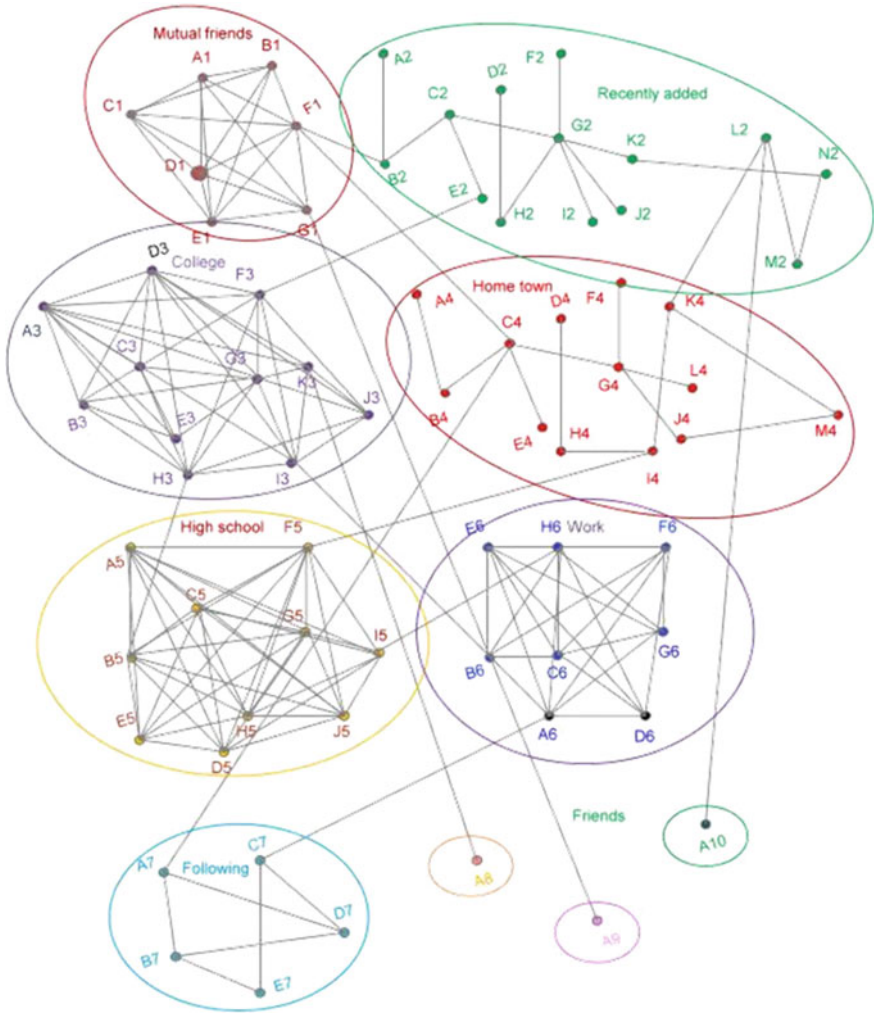 Mutual friends
A1
B1
C1
F1
D1
E1
G1
A2
D2
F2
Recently added
C2
G2
K2
L2
N2
B2
E2
H2
I2
J2
M2
D3
College
F3
A3
C3
G3
K3
B3
E3
J3
H3
I3
Home town
A4
D4
F4
K4
C4
G4
L4
B4
E4
H4
J4
M4
I4
High school
F5
A5
C5
G5
I5
B5
E5
H5
J5
D5
E6
H6 Work
F6
B6
C6
G6
A6
D6
Following
A7
C7
D7
B7
E7
A8
Friends
A9
A10